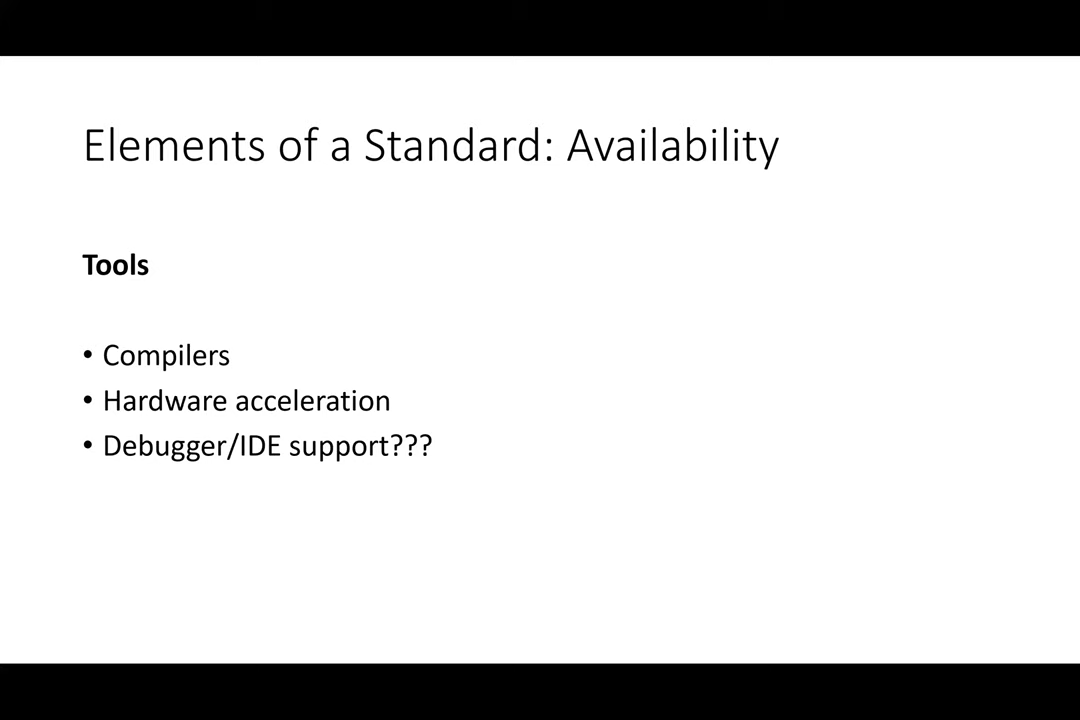 Elements of a Standard: Availability
Tools
• Compilers
• Hardware acceleration
• Debugger/IDE support???